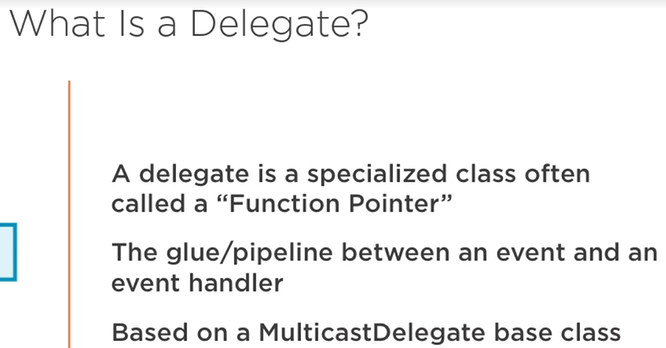 What Is a Delegate?
A delegate is a specialized class often
called a “Function Pointer”
The glue/pipeline between an event and an
event handler
Based on a MulticastDelegate base class